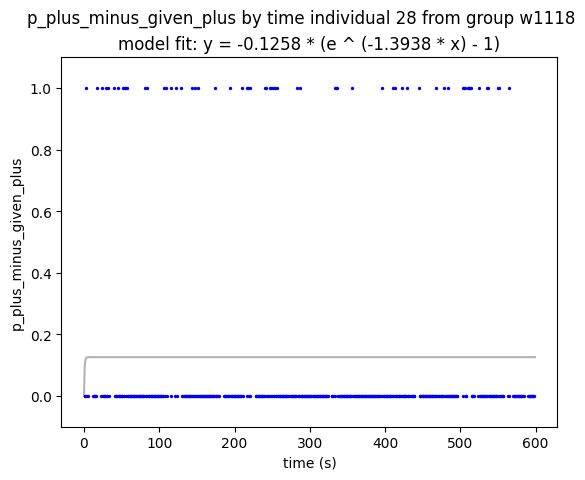 p_plus_minus_given_plus by time individual 28 from group w1118
model fit: y = -0.1258 * (e ^ (-1.3938 * x) - 1)
p_plus_minus_given_plus
1.0
0.8
0.6
0.4
0.2
0.0
0 100 200 300 400 500 600
time (s)